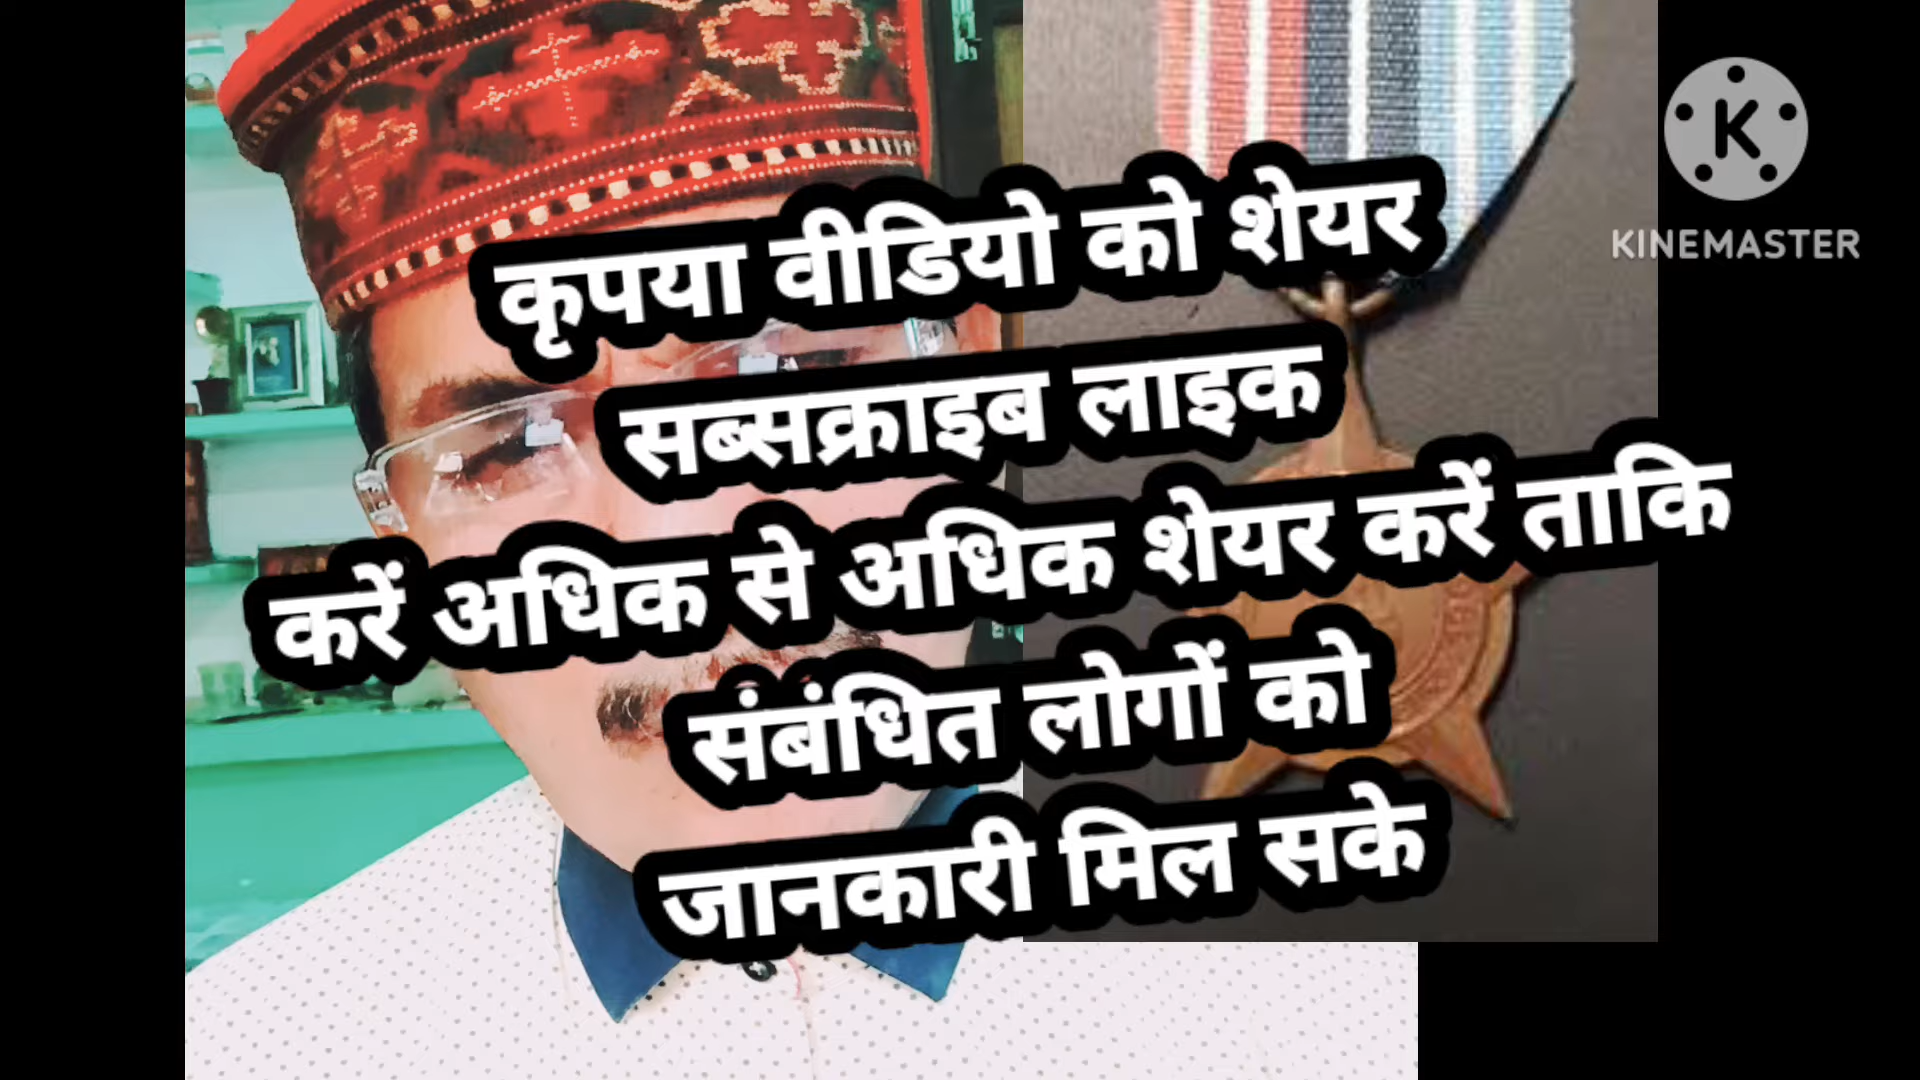 कृपया वीडियो को शेयर
सब्सक्राइब लाइक
करें अधिक से अधिक शेयर करें ताकि
संबंधित लोगों को
जानकारी मिल सके
K
KINEMASTER